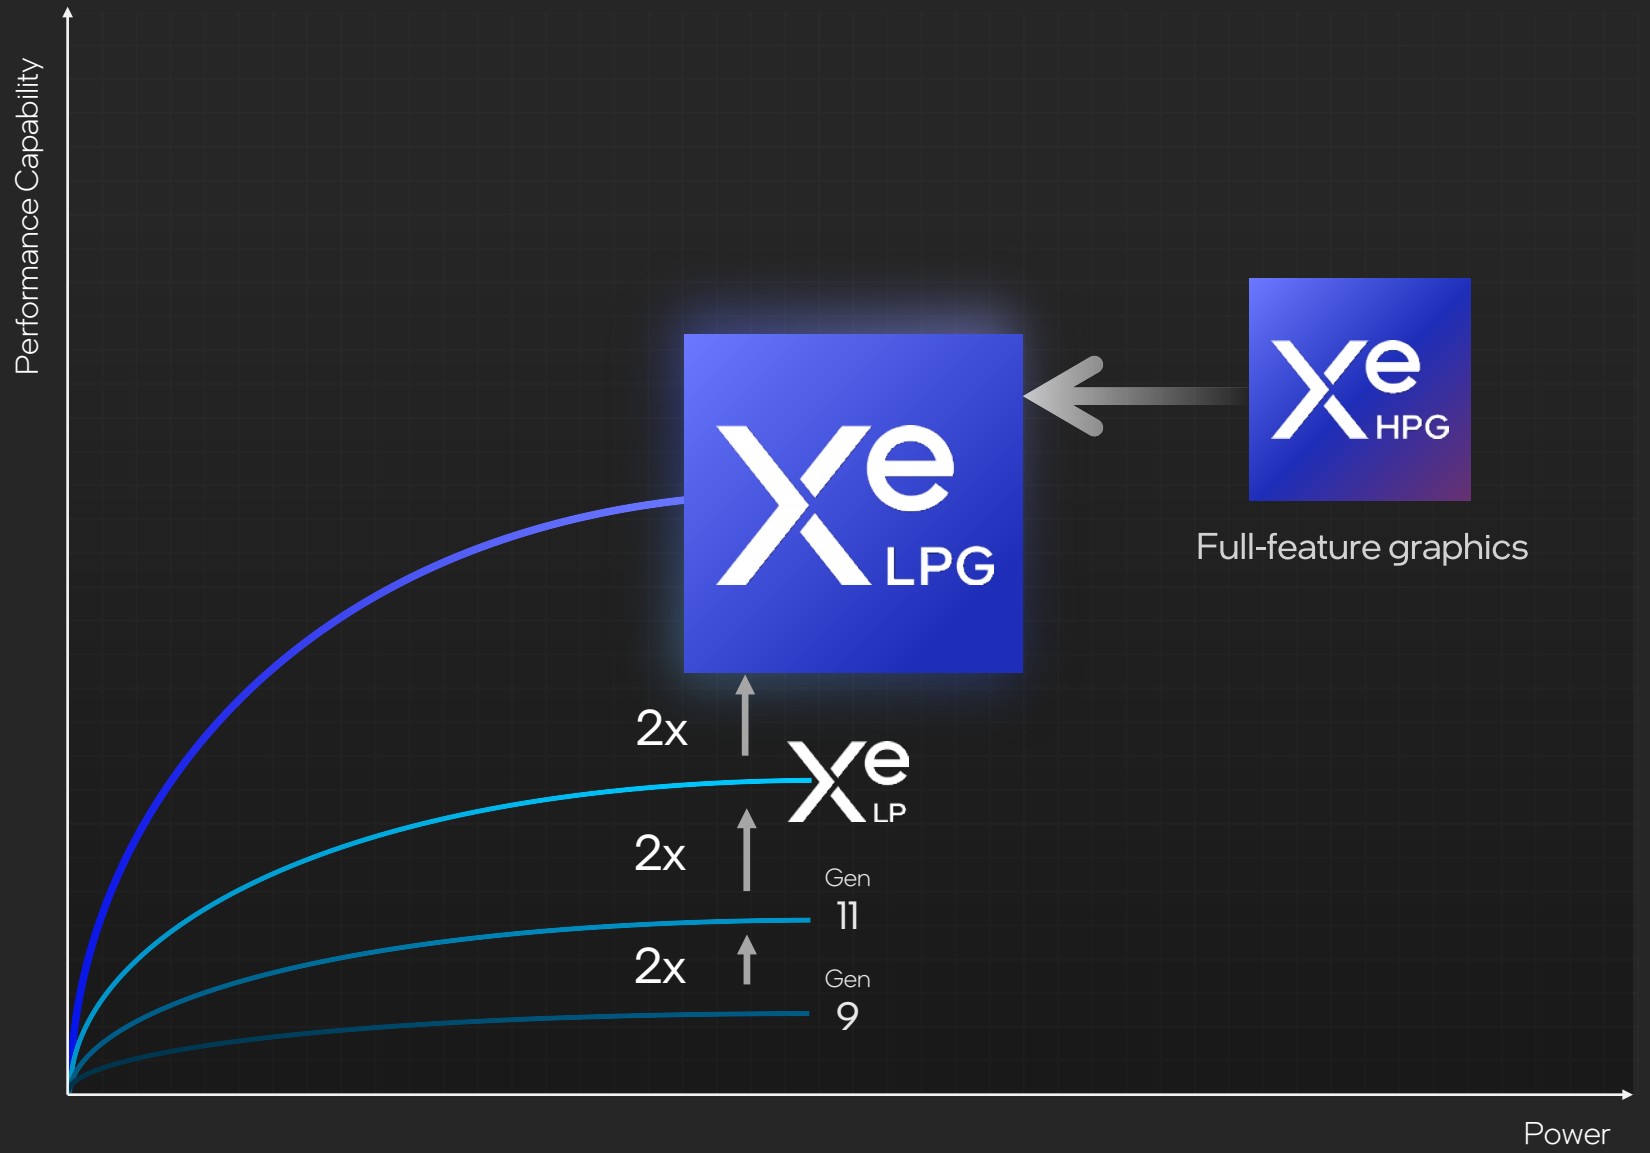 Performance Capability
Xe
HPG
Full-feature graphics
Xe
LPG
2x
Xe
LP
2x
Gen
11
2x
Gen
9
Power